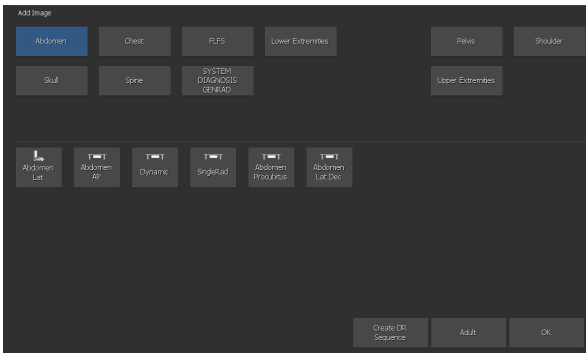 Add Image
Abdomen
Chest
FLFS
Lower Extremities
Pelvis
Shoulder
Skull
Spine
SYSTEM
DIAGNOSIS
GENRAD
Upper Extremities
Abdomen
Lat
Abdomen
AP
Dynamic
SingleRad
Abdomen
Procubitus
Abdomen
Lat Dec
Create DR
Sequence
Adult
OK